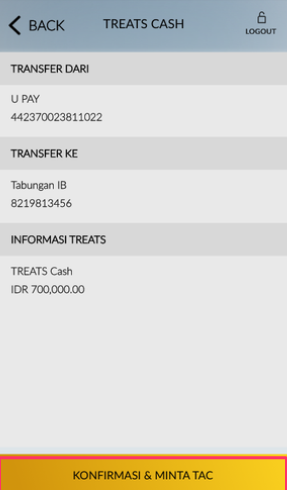 BACK
TREATS CASH
LOGOUT
TRANSFER DARI
U PAY
442370023811022
TRANSFER KE
Tabungan IB
8219813456
INFORMASI TREATS
TREATS Cash
IDR 700,000.00
KONFIRMASI & MINTA TAC